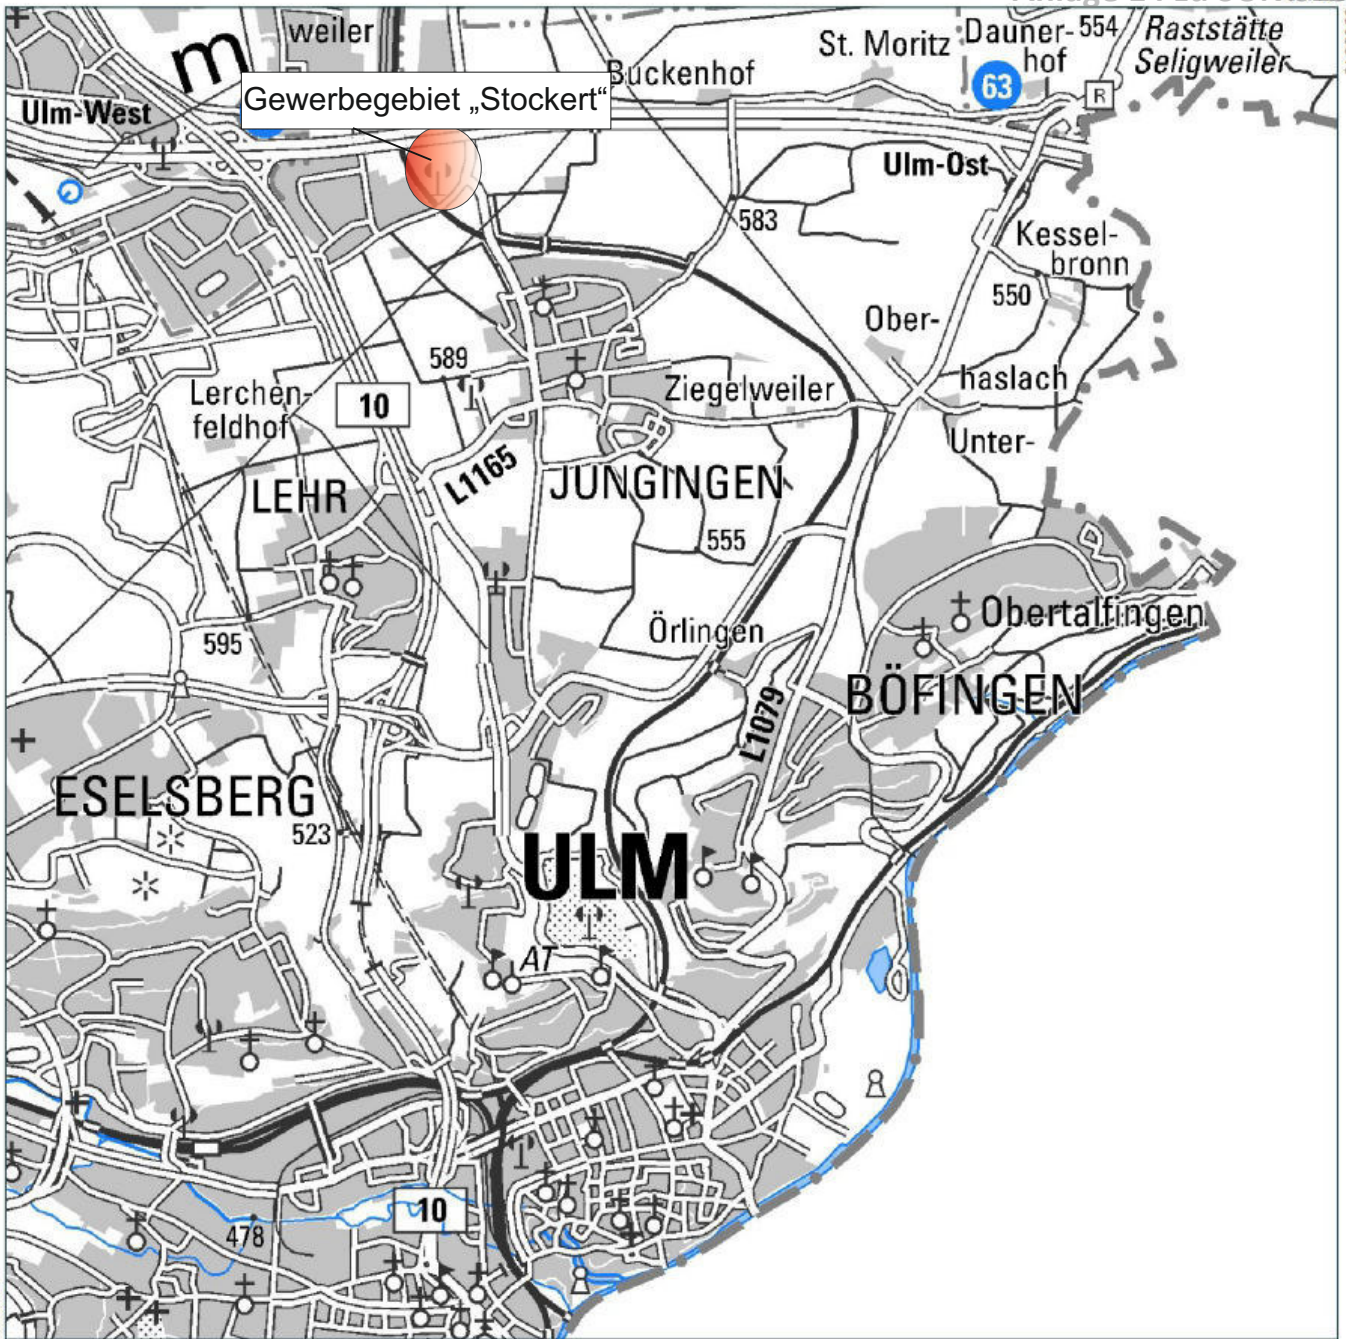 weiler
St. Moritz
Dauner-
hof
554
Raststätte
Seligweiler
m
Buckenhof
63
R
Gewerbegebiet „Stockert“
Ulm-West
Ulm-Ost
583
Kessel-
bronn
550
Ober-
589
Lerchen-
feldhof
10
Ziegelweiler
haslach
Unter-
L1165
JUNGINGEN
LEHR
555
Örlingen
Obertalfingen
595
BÖFINGEN
L1079
ESELSBERG
523
ULM
AT
10
478